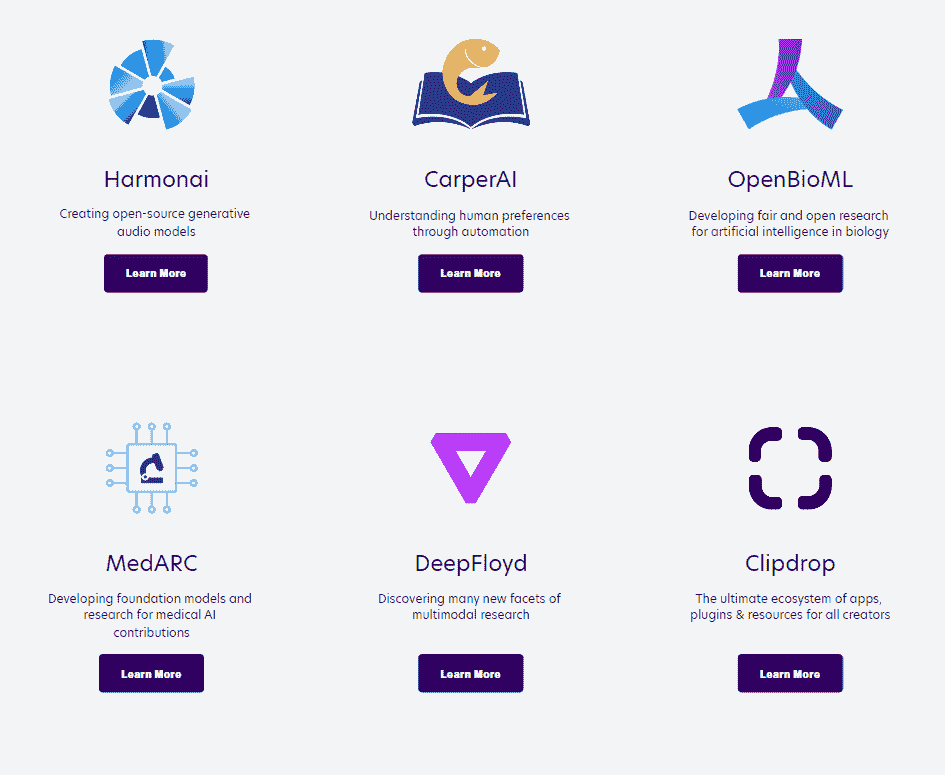 Harmonai
Creating open-source generative
audio models
Learn More
CarperAI
Understanding human preferences
through automation
Learn More
OpenBioML
Developing fair and open research
for artificial intelligence in biology
Learn More
MedARC
Developing foundation models and
research for medical AI
contributions
Learn More
DeepFloyd
Discovering many new facets of
multimodal research
Learn More
Clipdrop
The ultimate ecosystem of apps,
plugins & resources for all creators
Learn More